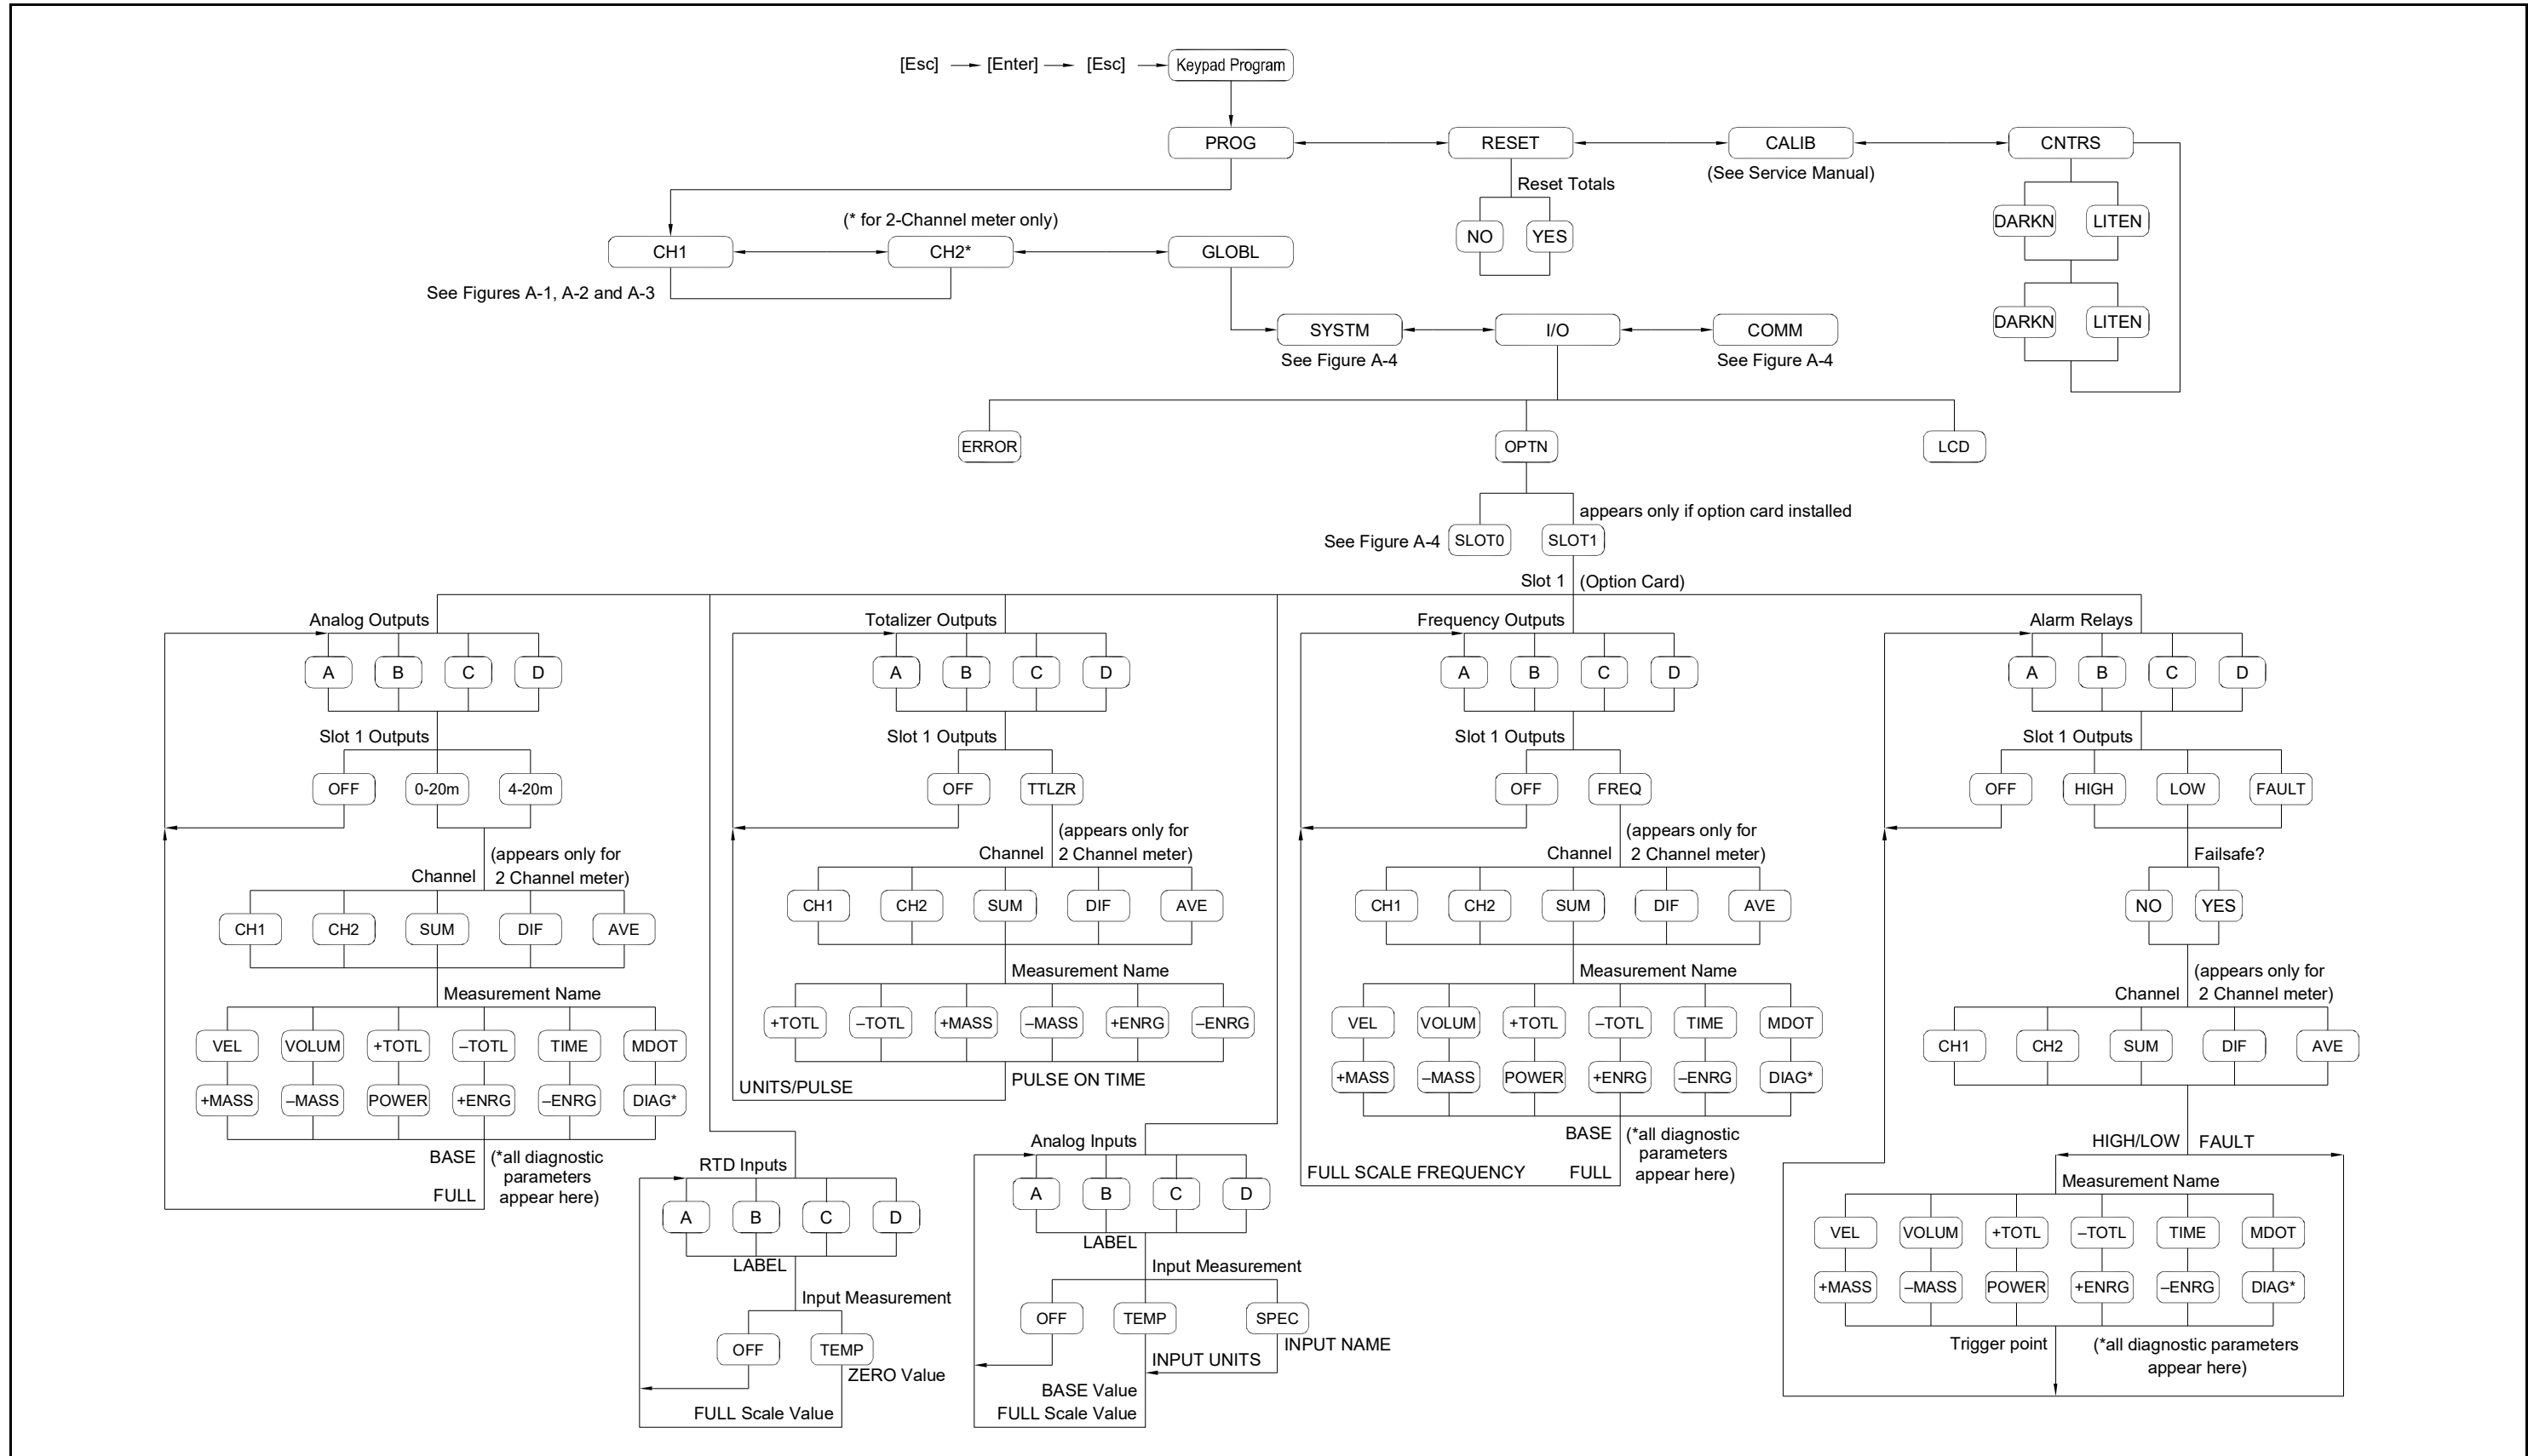 [Esc] [Enter] [Esc] Keypad Program
PROG RESET CALIB CNTRS
(See Service Manual)
Reset Totals
NO YES
DARKN LITEN
DARKN LITEN
(* for 2-Channel meter only)
CH1 CH2* GLOBL
See Figures A-1, A-2 and A-3
SYSTM I/O COMM
See Figure A-4 See Figure A-4
ERROR OPTN LCD
appears only if option card installed
See Figure A-4 SLOT0 SLOT1
Slot 1 (Option Card)
Analog Outputs
A B C D
Slot 1 Outputs
OFF 0-20m 4-20m
(appears only for
Channel 2 Channel meter)
CH1 CH2 SUM DIF AVE
Measurement Name
VEL VOLUM +TOTL –TOTL TIME MDOT
+MASS –MASS POWER +ENRG –ENRG DIAG*
BASE (*all diagnostic
parameters
FULL appear here)
RTD Inputs
A B C D
LABEL
Input Measurement
OFF TEMP
ZERO Value
FULL Scale Value
Totalizer Outputs
A B C D
Slot 1 Outputs
OFF TTLZR
(appears only for
Channel 2 Channel meter)
CH1 CH2 SUM DIF AVE
Measurement Name
+TOTL –TOTL +MASS –MASS +ENRG –ENRG
UNITS/PULSE PULSE ON TIME
Analog Inputs
A B C D
LABEL
Input Measurement
OFF TEMP SPEC
INPUT NAME
INPUT UNITS
BASE Value
FULL Scale Value
Frequency Outputs
A B C D
Slot 1 Outputs
OFF FREQ
(appears only for
Channel 2 Channel meter)
CH1 CH2 SUM DIF AVE
Measurement Name
VEL VOLUM +TOTL –TOTL TIME MDOT
+MASS –MASS POWER +ENRG –ENRG DIAG*
BASE (*all diagnostic
parameters
FULL SCALE FREQUENCY FULL appear here)
Alarm Relays
A B C D
Slot 1 Outputs
OFF HIGH LOW FAULT
Failsafe?
NO YES
(appears only for
Channel 2 Channel meter)
CH1 CH2 SUM DIF AVE
HIGH/LOW FAULT
Measurement Name
VEL VOLUM +TOTL –TOTL TIME MDOT
+MASS –MASS POWER +ENRG –ENRG DIAG*
Trigger point (*all diagnostic parameters
appear here)